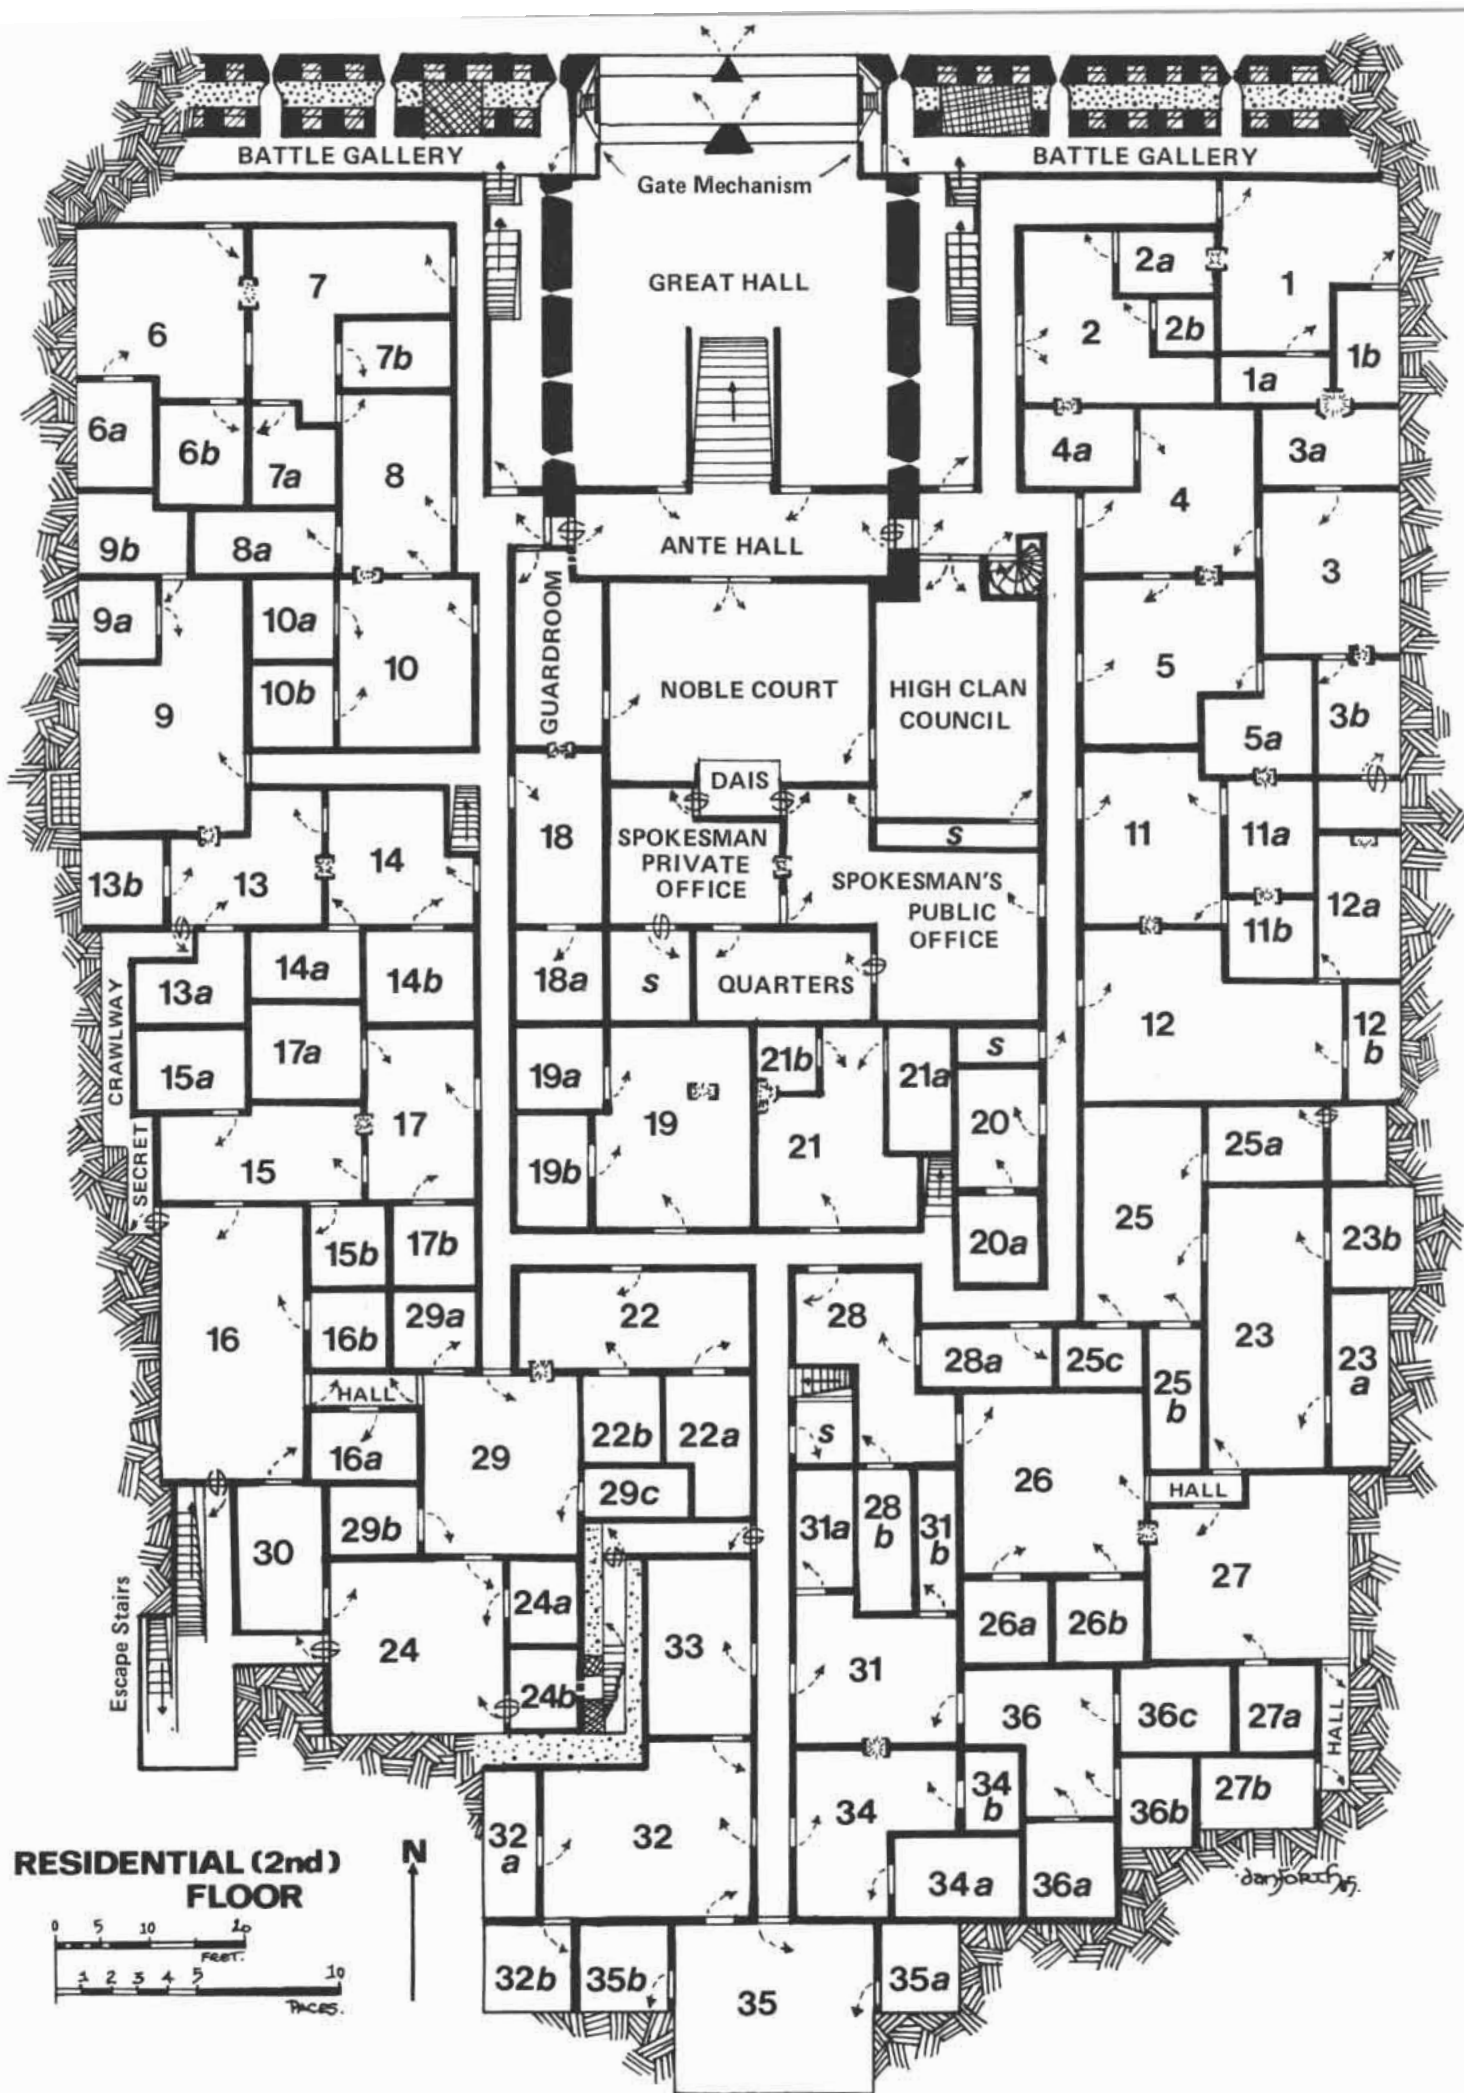 BATTLE GALLERY
BATTLE GALLERY
Gate Mechanism
GREAT HALL
1
1a
1b
2
2a
2b
6
7
7b
6a
6b
7a
8
8a
9b
3a
4a
4
3
ANTE HALL
GUARDROOM
NOBLE COURT
HIGH CLAN
COUNCIL
9a
10a
10
10b
9
5
5a
3b
DAIS
18
SPOKESMAN
PRIVATE
OFFICE
S
SPOKESMAN'S
PUBLIC
OFFICE
11
11a
11b
12a
13b
13
14
13a
14a
14b
18a
S
QUARTERS
CRAWLWAY
SECRET
15a
17a
17
15
19a
19
19b
21b
21
21a
S
20
20a
12
12
b
25a
25
23b
23
23
a
16
15b
17b
16b
29a
22
28
28a
25c
25
b
HALL
16a
29
22b
22a
S
26
HALL
29c
29b
30
31a
28
b
31
b
27
Escape Stairs
24
24a
24b
33
31
26a
26b
36
36c
27a
HALL
32
a
32
34
34
b
36b
27b
34a
36a
32b
35b
35
35a
RESIDENTIAL (2nd)
FLOOR
N
0 5 10 20
FEET.
1 2 3 4 5 10
PACES.
danforth 85.